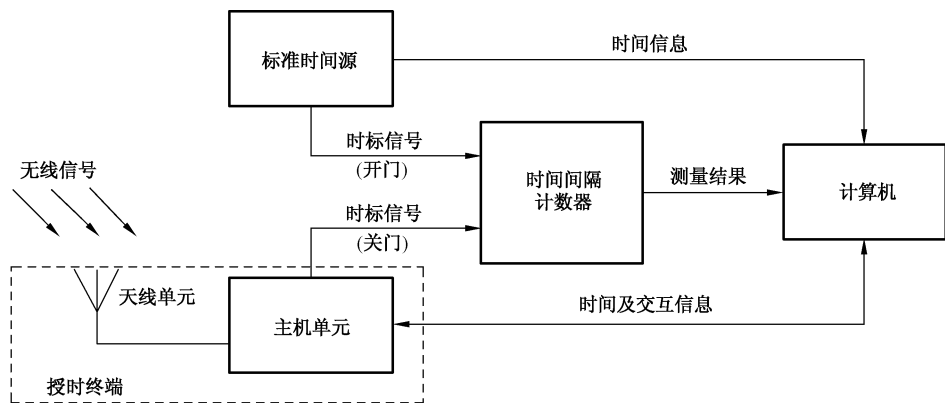 标准时间源
时间信息
时标信号
(开门)
无线信号
时间间隔
计数器
测量结果
计算机
时标信号
(关门)
天线单元
主机单元
时间及交互信息
授时终端